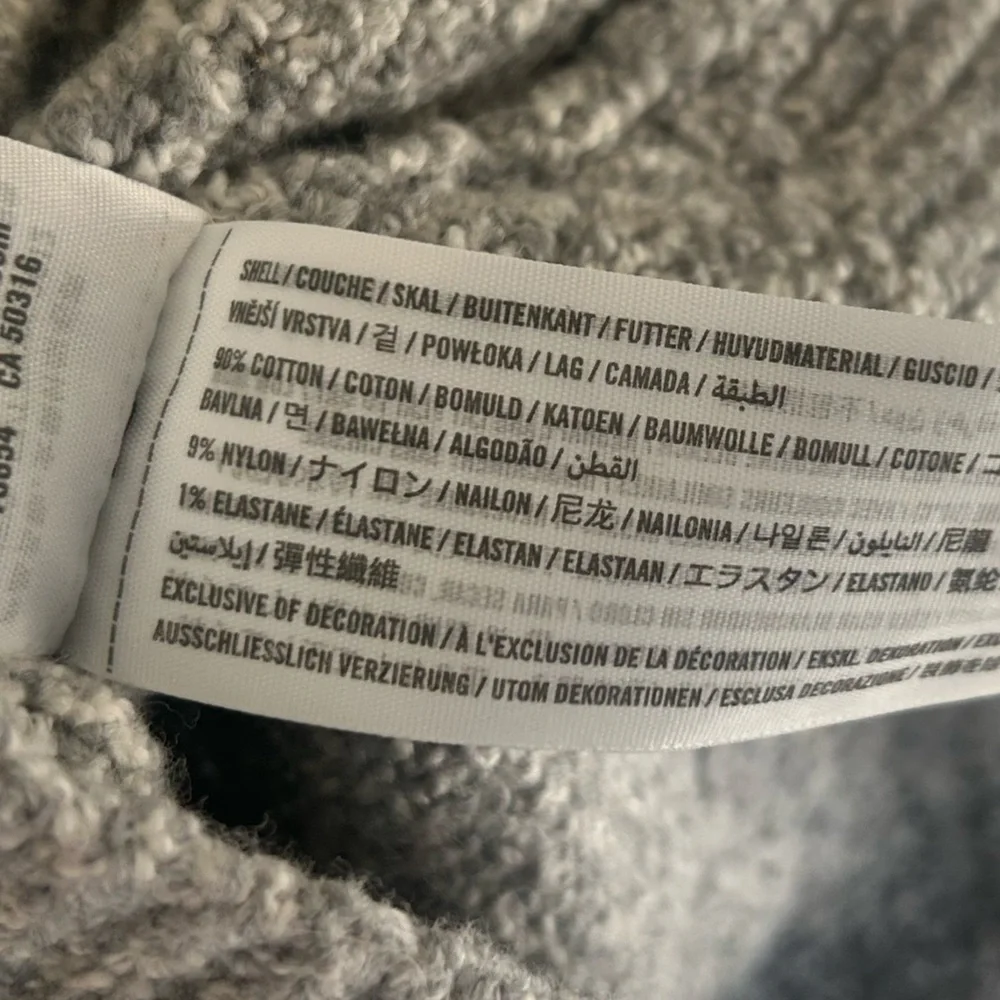 CA 50316
SHELL / COUCHE / SKAL / BUITENKANT / FUTTER / HUVUDMATERIAL / GUSCIO /
VNĚJŠÍ VRSTVA / 겉 / POWŁOKA / LAG / CAMADA / الطبقة
90% COTTON / COTON / BOMULD / KATOEN / BAUMWOLLE / BOMULL / COTONE /
BAVLNA / 면 / BAWEŁNA / ALGODÃO / القطن
9% NYLON / ナイロン / NAILON / 尼龙 / NAILONIA / 나일론 / النايلون / 尼龍
1% ELASTANE / ÉLASTANE / ELASTAN / ELASTAAN / エラスタン / ELASTANO /
إيلاستين / 彈性纖維
EXCLUSIVE OF DECORATION / À L'EXCLUSION DE LA DÉCORATION / EKSKL. DEKORATION /
AUSSCHLIESSLICH VERZIERUNG / UTOM DEKORATIONEN / ESCLUSA DECORAZIONE /